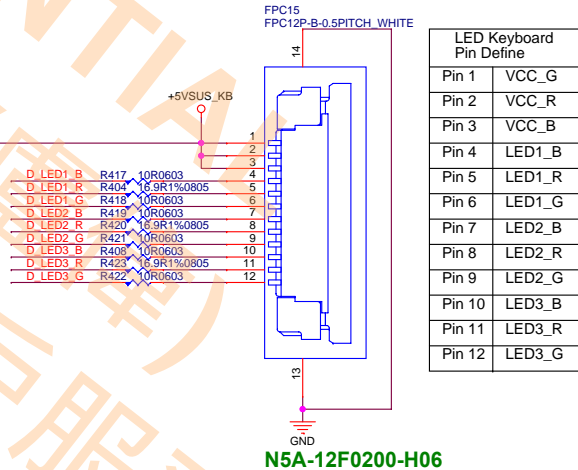 FPC15
FPC12P-B-0.5PITCH_WHITE
14
+5VSUS_KB
1
2
3
D_LED1_B R417 10R0603 4
D_LED1_R R404 16.9R1%0805 5
D_LED1_G R418 10R0603 6
D_LED2_B R419 10R0603 7
D_LED2_R R420 16.9R1%0805 8
D_LED2_G R421 10R0603 9
D_LED3_B R408 10R0603 10
D_LED3_R R423 16.9R1%0805 11
D_LED3_G R422 10R0603 12
13
GND
N5A-12F0200-H06
LED Keyboard
Pin Define
Pin 1 VCC_G
Pin 2 VCC_R
Pin 3 VCC_B
Pin 4 LED1_B
Pin 5 LED1_R
Pin 6 LED1_G
Pin 7 LED2_B
Pin 8 LED2_R
Pin 9 LED2_G
Pin 10 LED3_B
Pin 11 LED3_R
Pin 12 LED3_G